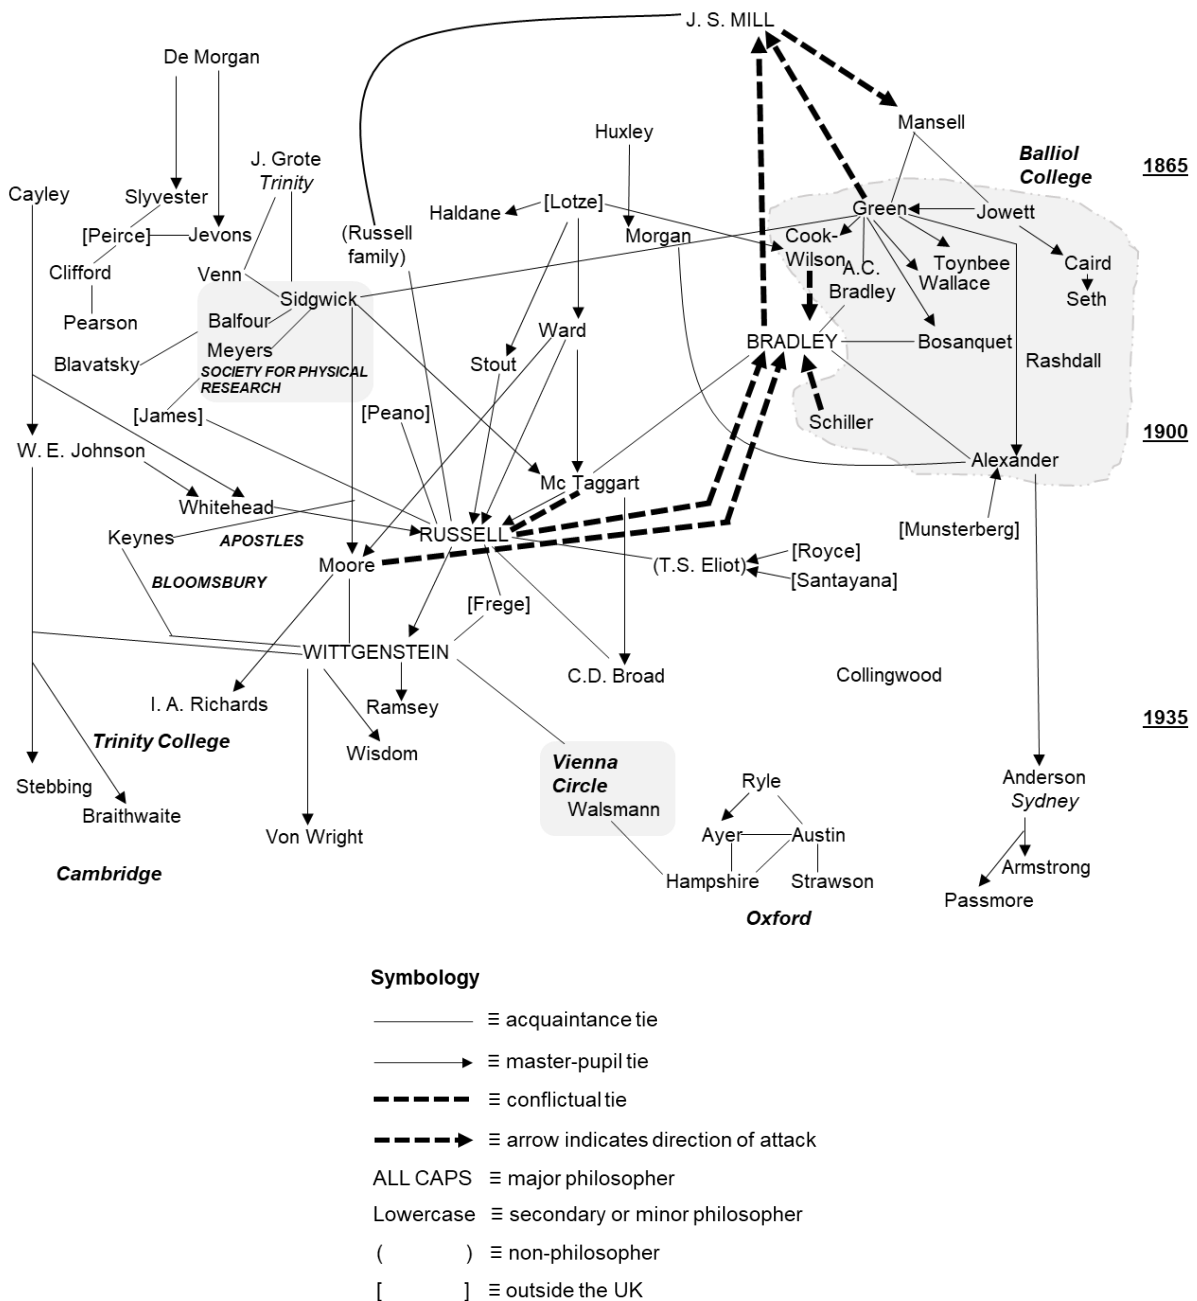 J. S. MILL
De Morgan
Mansell
Huxley
J. Grote
Trinity
Balliol
College
1865
Cayley
Slyvester
[Lotze]
Haldane
Green
Jowett
[Peirce]
Jevons
(Russell
family)
Morgan
Cook-
Wilson
Toynbee
Caird
Clifford
Venn
A.C.
Bradley
Wallace
Seth
Sidgwick
Pearson
Balfour
Ward
BRADLEY
Bosanquet
Meyers
Blavatsky
Stout
Rashdall
SOCIETY FOR PHYSICAL
RESEARCH
[James]
[Peano]
Schiller
1900
W. E. Johnson
Alexander
Mc Taggart
Whitehead
Keynes
APOSTLES
RUSSELL
[Munsterberg]
Moore
(T.S. Eliot)
[Royce]
BLOOMSBURY
[Santayana]
[Frege]
WITTGENSTEIN
C.D. Broad
Collingwood
I. A. Richards
Ramsey
1935
Trinity College
Wisdom
Vienna
Circle
Stebbing
Ryle
Anderson
Sydney
Braithwaite
Walsmann
Von Wright
Ayer
Austin
Cambridge
Hampshire
Strawson
Armstrong
Passmore
Oxford
Symbology
≡ acquaintance tie
≡ master-pupil tie
≡ conflictual tie
≡ arrow indicates direction of attack
ALL CAPS ≡ major philosopher
Lowercase ≡ secondary or minor philosopher
( ) ≡ non-philosopher
[ ] ≡ outside the UK